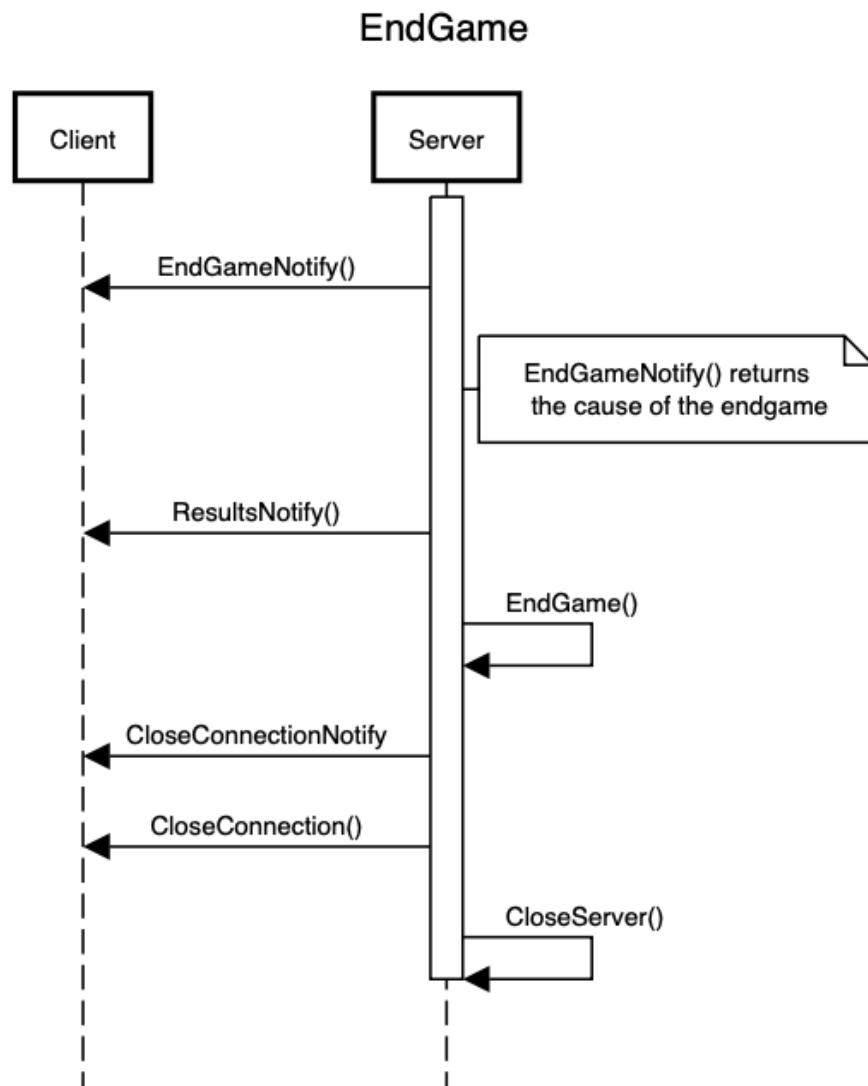 EndGame
Client
Server
EndGameNotify()
EndGameNotify() returns
the cause of the endgame
ResultsNotify()
EndGame()
CloseConnectionNotify
CloseConnection()
CloseServer()